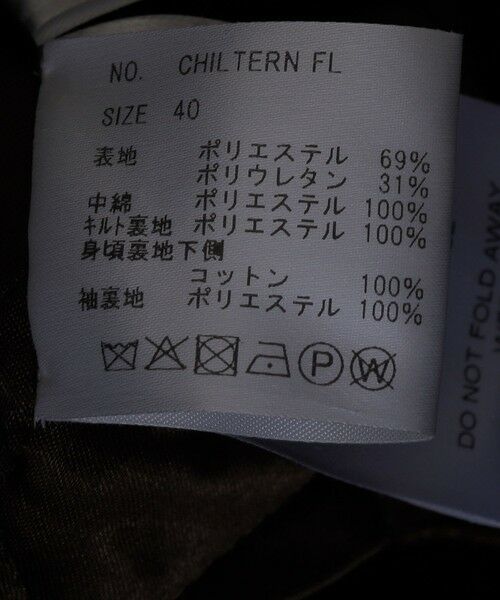 NO. CHILTERN FL
SIZE 40
表地 ポリエステル 69%
ポリウレタン 31%
中綿 ポリエステル 100%
ｷﾙﾄ裏地 ポリエステル 100%
身頃裏地下側
コットン 100%
袖裏地 ポリエステル 100%
P W
DO NOT FOLD AWAY